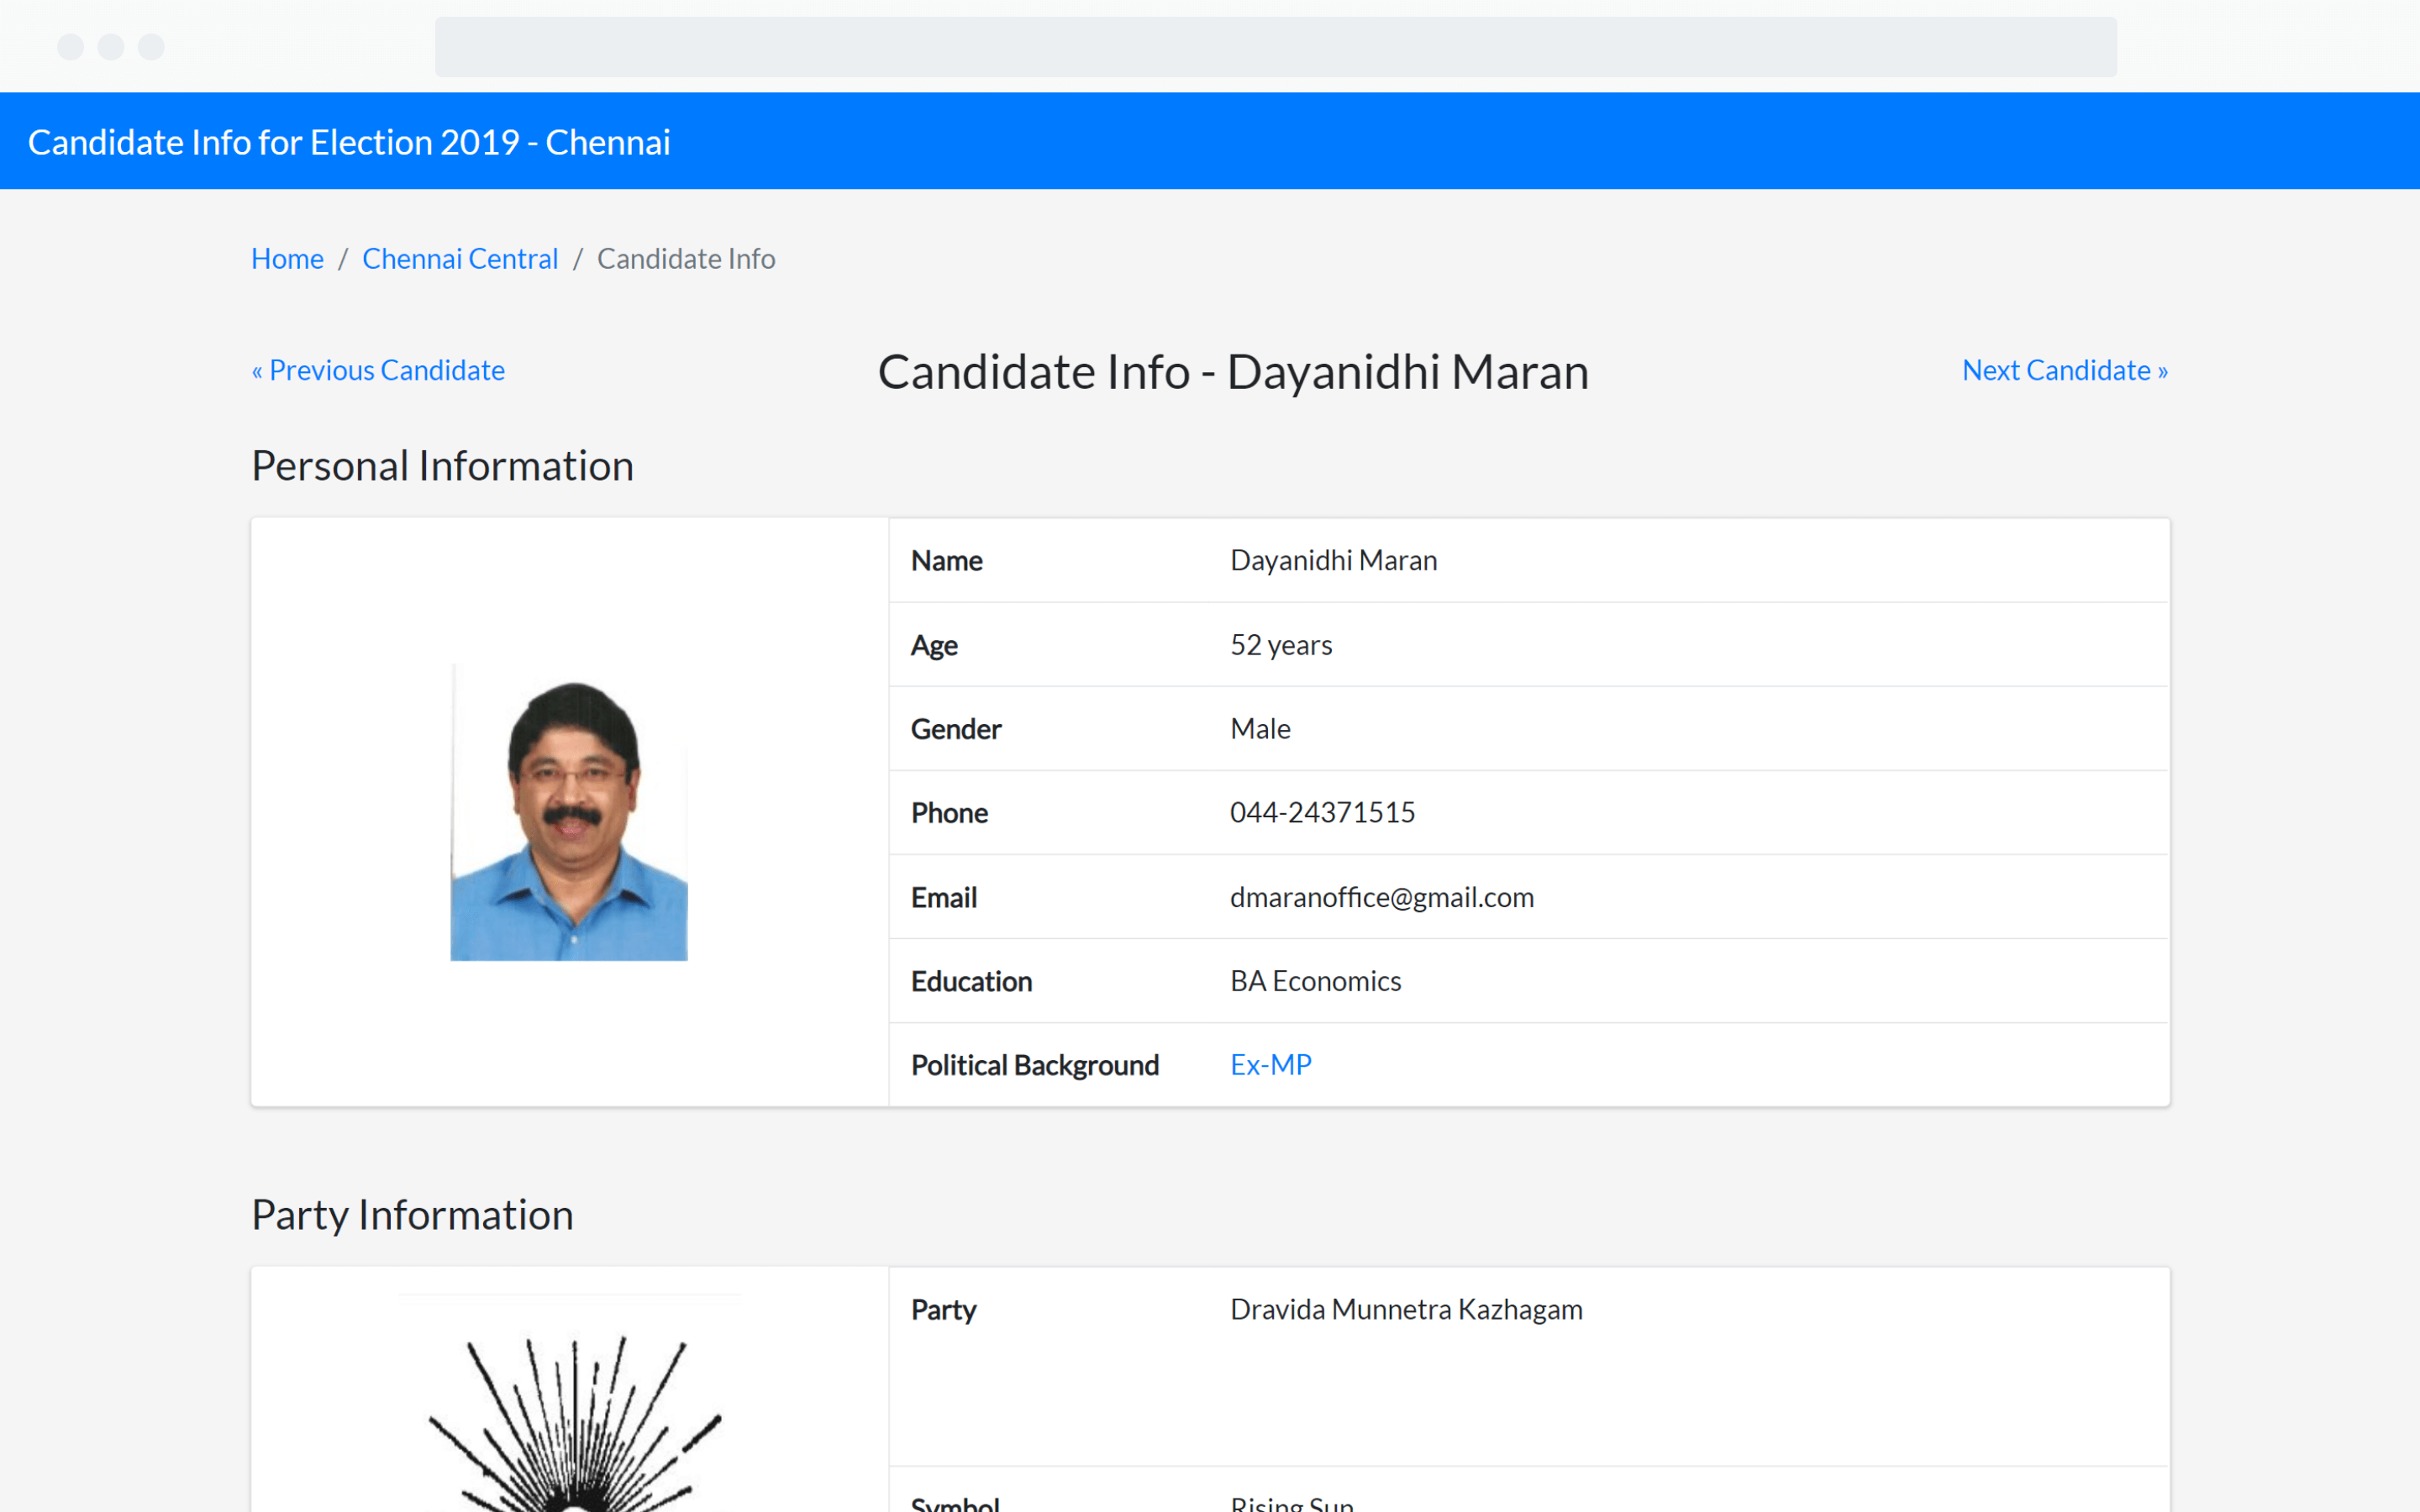 Candidate Info for Election 2019 - Chennai
Home / Chennai Central / Candidate Info
« Previous Candidate
Candidate Info - Dayanidhi Maran
Next Candidate »
Personal Information
Name Dayanidhi Maran
Age 52 years
Gender Male
Phone 044-24371515
Email dmaranoffice@gmail.com
Education BA Economics
Political Background Ex-MP
Party Information
Party Dravida Munnetra Kazhagam
Symbol Rising Sun